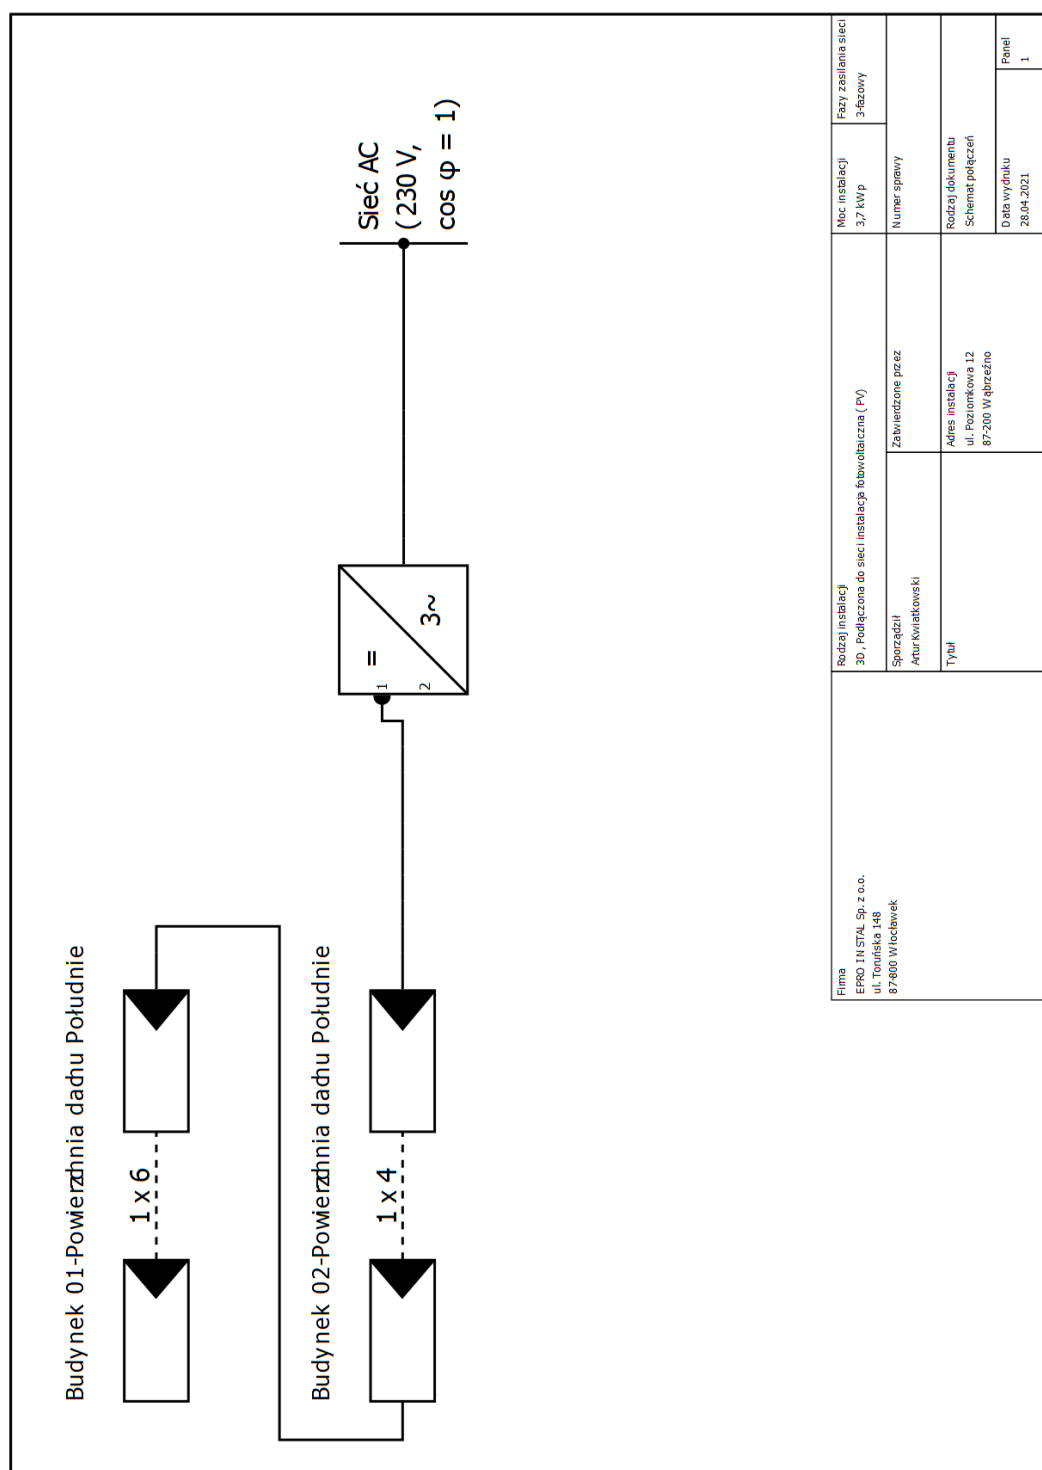 Budynek 01-Powierzchnia dachu Południe
1 x 6
Budynek 02-Powierzchnia dachu Południe
1 x 4
1
2
=
3~
Sieć AC
(230 V,
cos φ = 1)
Firma
EPRO INSTAL Sp. z o.o.
ul. Toruńska 148
87-800 Włocławek
Rodzaj instalacji
3D, Podłączona do sieci instalacja fotowoltaiczna (PV)
Moc instalacji
3,7 kWp
Fazy zasilania sieci
3-fazowy
Sporządził
Artur Kwiatkowski
Zatwierdzone przez
Numer sprawy
Tytuł
Adres instalacji
ul. Poziomkowa 12
87-200 Wąbrzeźno
Rodzaj dokumentu
Schemat połączeń
Data wydruku
28.04.2021
Panel
1